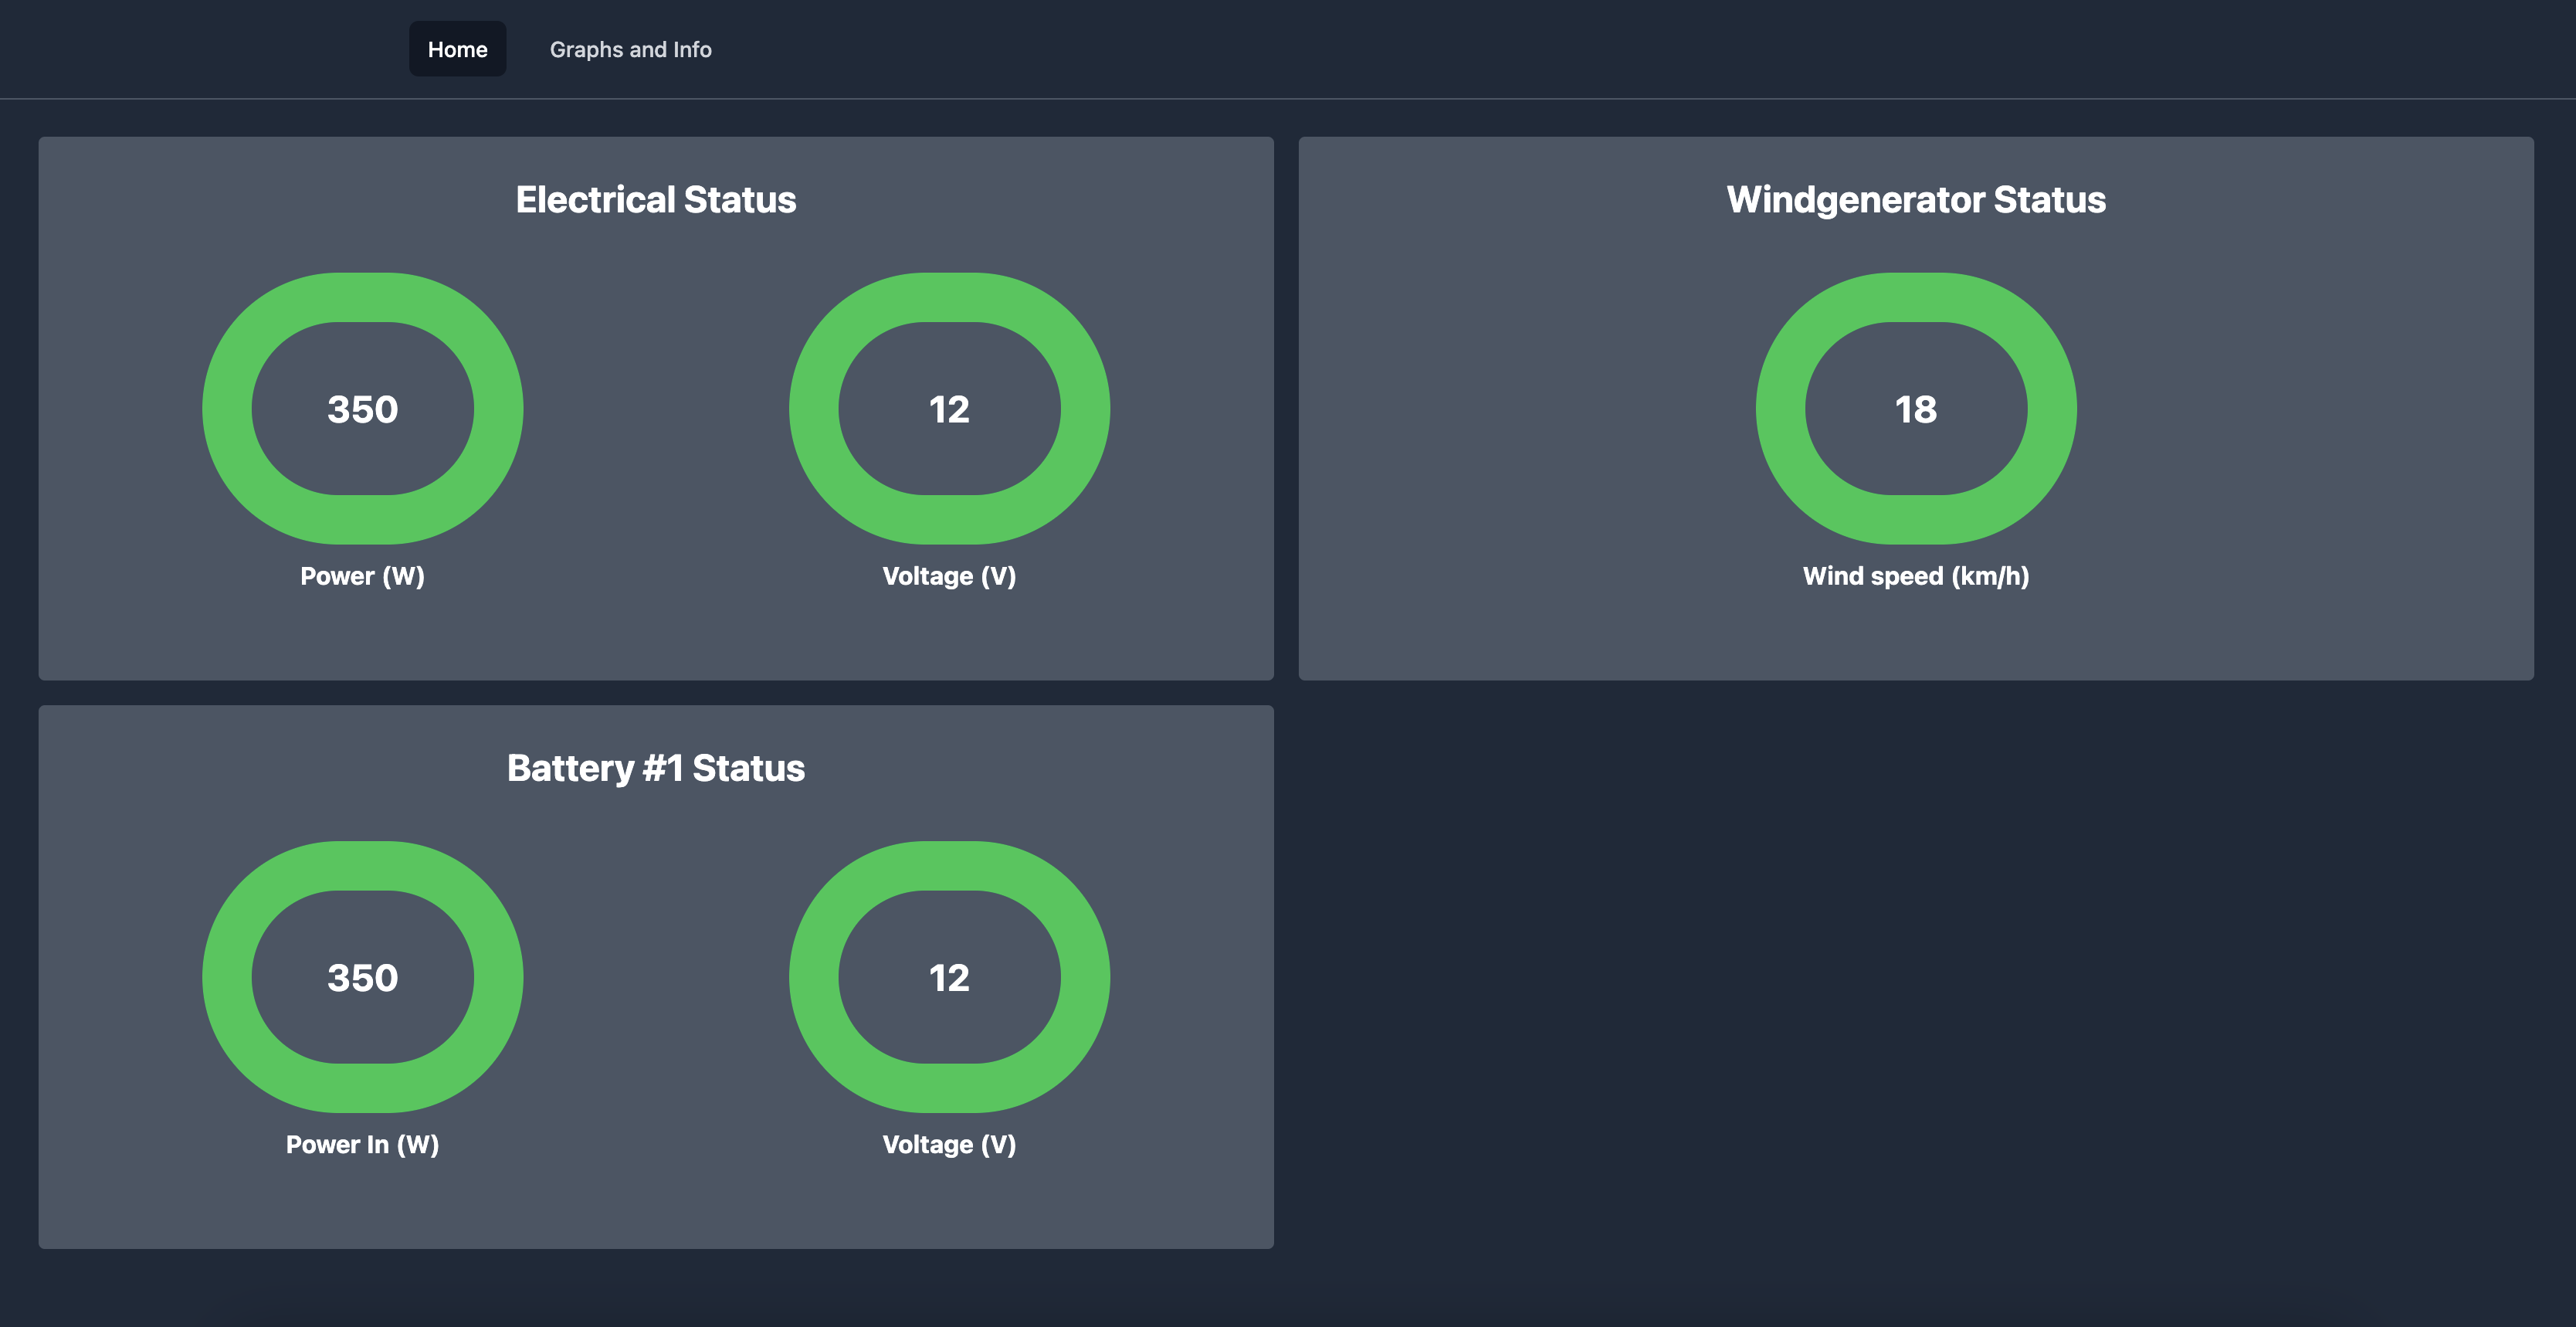 Home
Graphs and Info
Electrical Status
350
Power (W)
12
Voltage (V)
Windgenerator Status
18
Wind speed (km/h)
Battery #1 Status
350
Power In (W)
12
Voltage (V)